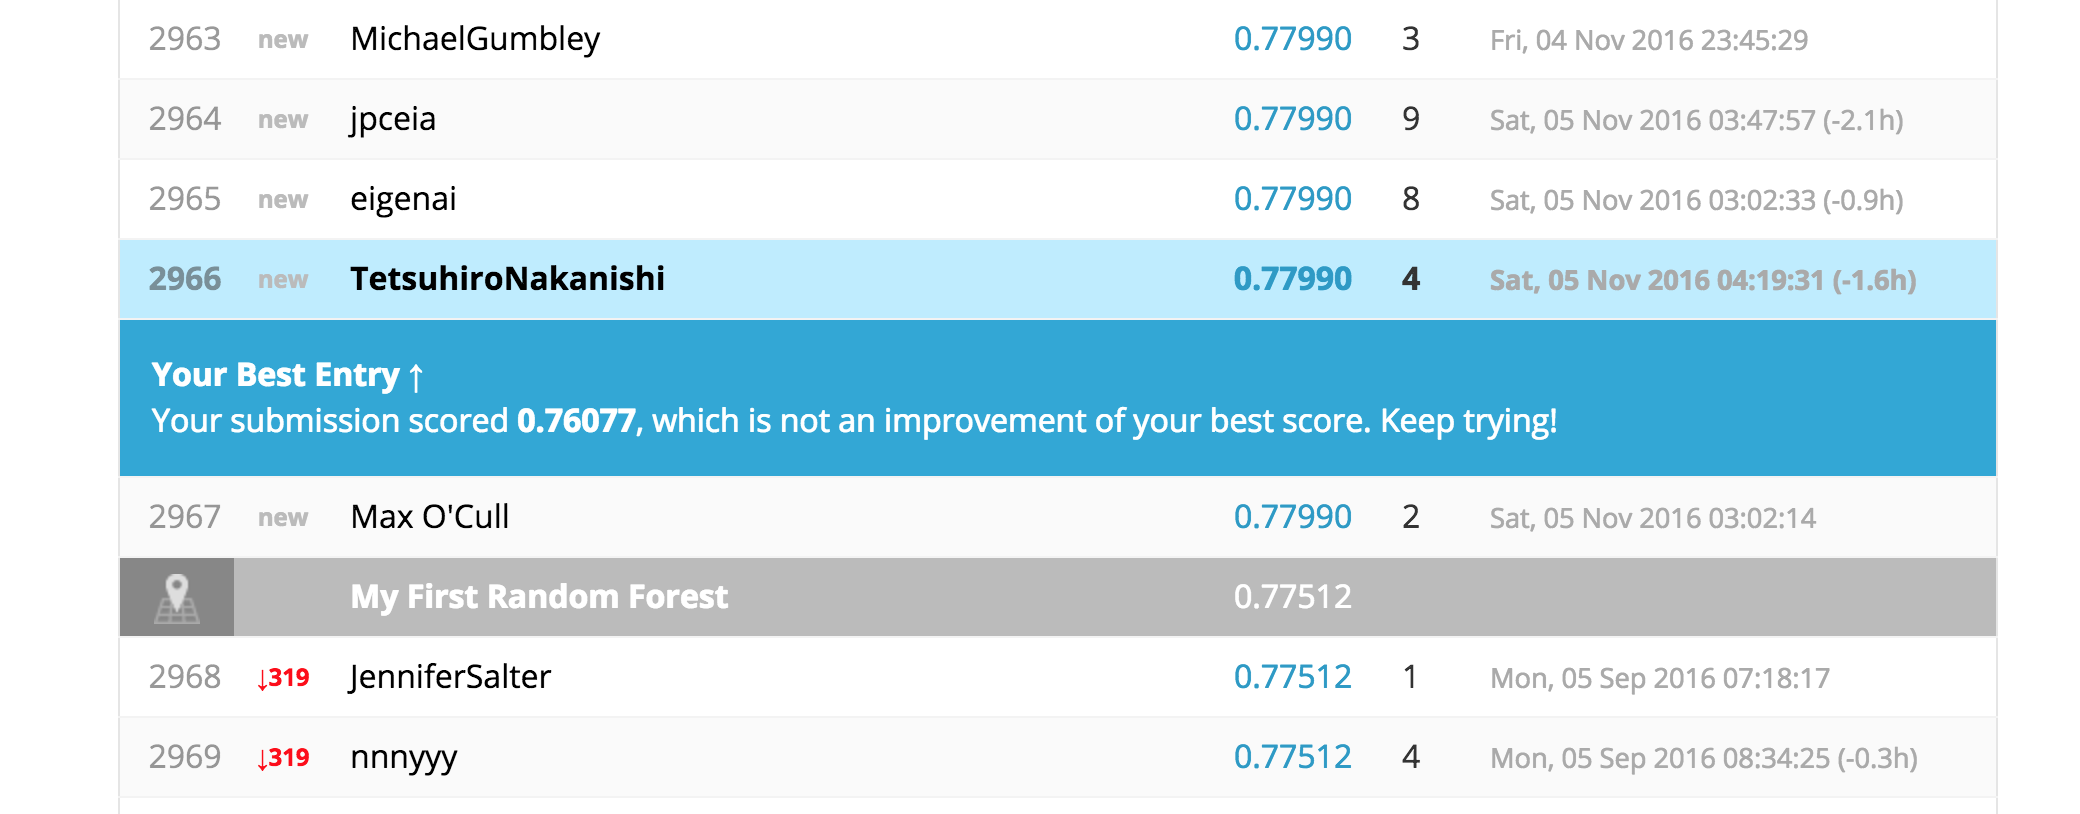 2963 new MichaelGumbley 0.77990 3 Fri, 04 Nov 2016 23:45:29
2964 new jpceia 0.77990 9 Sat, 05 Nov 2016 03:47:57 (-2.1h)
2965 new eigenai 0.77990 8 Sat, 05 Nov 2016 03:02:33 (-0.9h)
2966 new TetsuhiroNakanishi 0.77990 4 Sat, 05 Nov 2016 04:19:31 (-1.6h)
Your Best Entry ↑
Your submission scored 0.76077, which is not an improvement of your best score. Keep trying!
2967 new Max O'Cull 0.77990 2 Sat, 05 Nov 2016 03:02:14
My First Random Forest 0.77512
2968 ↓319 JenniferSalter 0.77512 1 Mon, 05 Sep 2016 07:18:17
2969 ↓319 nnnyyy 0.77512 4 Mon, 05 Sep 2016 08:34:25 (-0.3h)